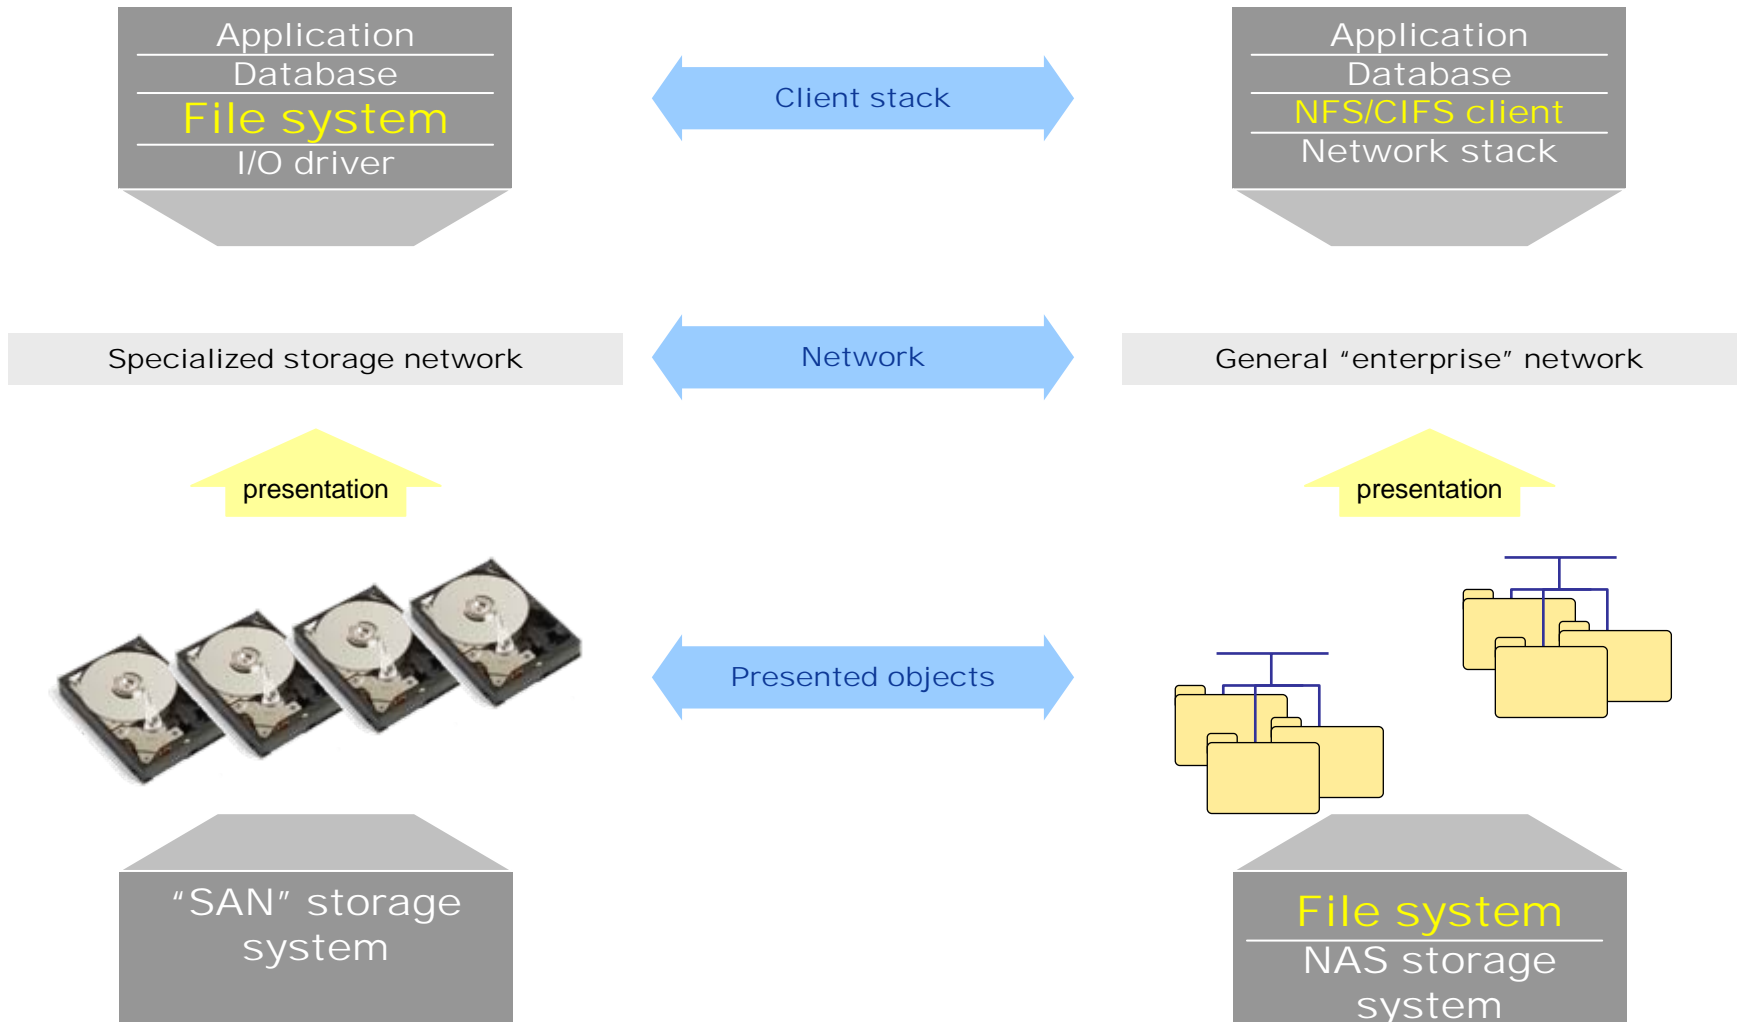 Application
Database
File system
I/O driver
Client stack
Application
Database
NFS/CIFS client
Network stack
Specialized storage network
Network
General “enterprise” network
presentation
presentation
Presented objects
“SAN” storage
system
File system
NAS storage
system